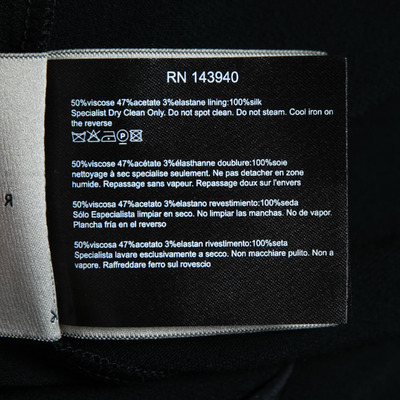 RN 143940
50%viscose 47%acetate 3%elastane lining:100%silk
Specialist Dry Clean Only. Do not spot clean. Do not steam. Cool iron on
the reverse
P
50%viscose 47%acétate 3%élasthanne doublure:100%soie
nettoyage à sec specialise seulement. Ne pas detacher en zone
humide. Repassage sans vapeur. Repassage doux sur l'envers
50%viscosa 47%acetato 3%elastano revestimiento:100%seda
Sólo Especialista limpiar en seco. No limpiar las manchas. No de vapor.
Plancha fría en el reverso
50%viscosa 47%acetato 3%elastan rivestimento:100%seta
Specialista lavare esclusivamente a secco. Non macchiare pulito. Non a
vapore. Raffreddare ferro sul rovescio